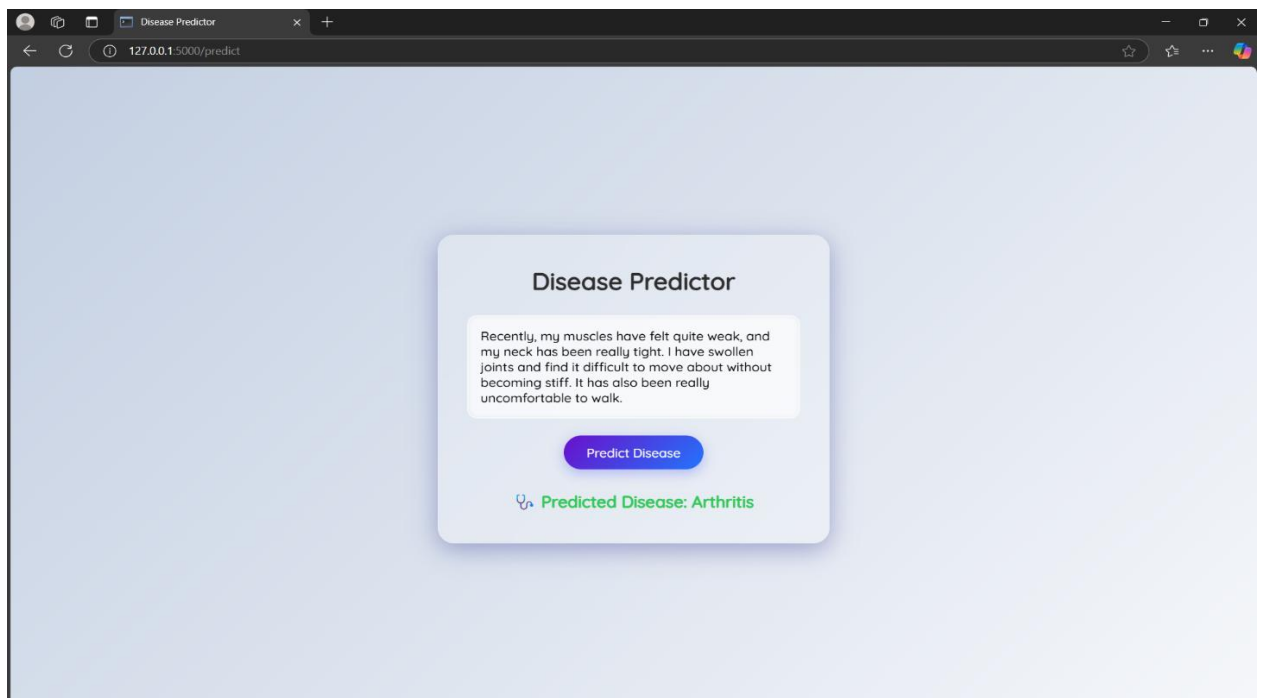 Disease Predictor
127.0.0.1:5000/predict
Disease Predictor
Recently, my muscles have felt quite weak, and
my neck has been really tight. I have swollen
joints and find it difficult to move about without
becoming stiff. It has also been really
uncomfortable to walk.
Predict Disease
Predicted Disease: Arthritis